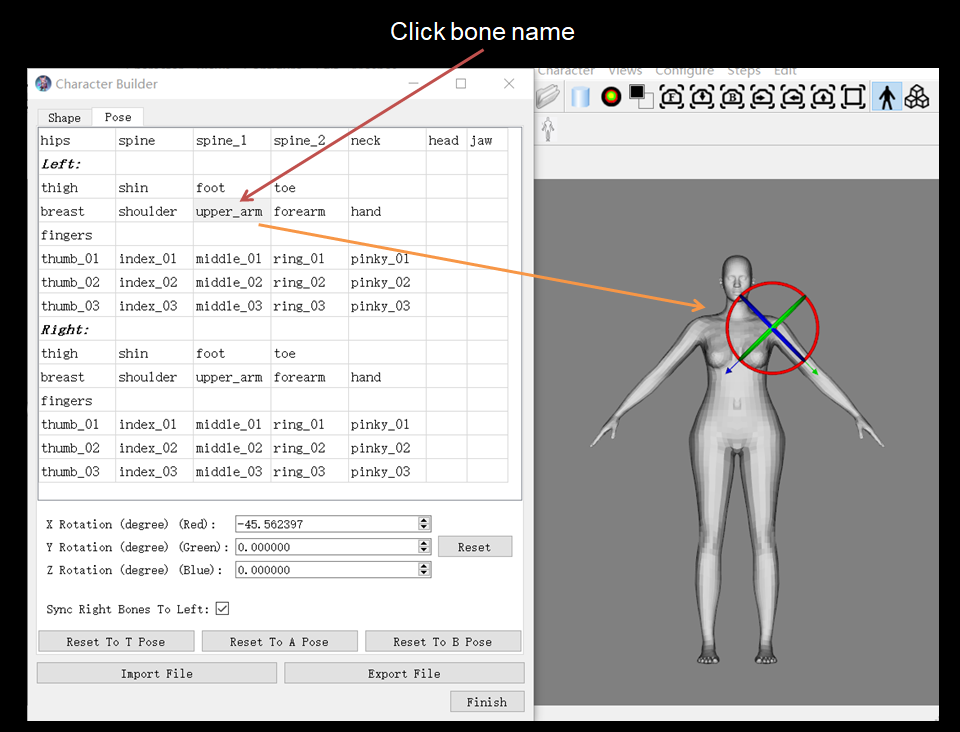 Click bone name
Character Builder
Character Views Configure Steps Edit
Shape Pose
hips spine spine_1 spine_2 neck head jaw
Left:
thigh shin foot toe
breast shoulder upper_arm forearm hand
fingers
thumb_01 index_01 middle_01 ring_01 pinky_01
thumb_02 index_02 middle_02 ring_02 pinky_02
thumb_03 index_03 middle_03 ring_03 pinky_03
Right:
thigh shin foot toe
breast shoulder upper_arm forearm hand
fingers
thumb_01 index_01 middle_01 ring_01 pinky_01
thumb_02 index_02 middle_02 ring_02 pinky_02
thumb_03 index_03 middle_03 ring_03 pinky_03
X Rotation (degree) (Red): -45.562397
Y Rotation (degree) (Green): 0.000000 Reset
Z Rotation (degree) (Blue): 0.000000
Sync Right Bones To Left:
Reset To T Pose Reset To A Pose Reset To B Pose
Import File Export File
Finish